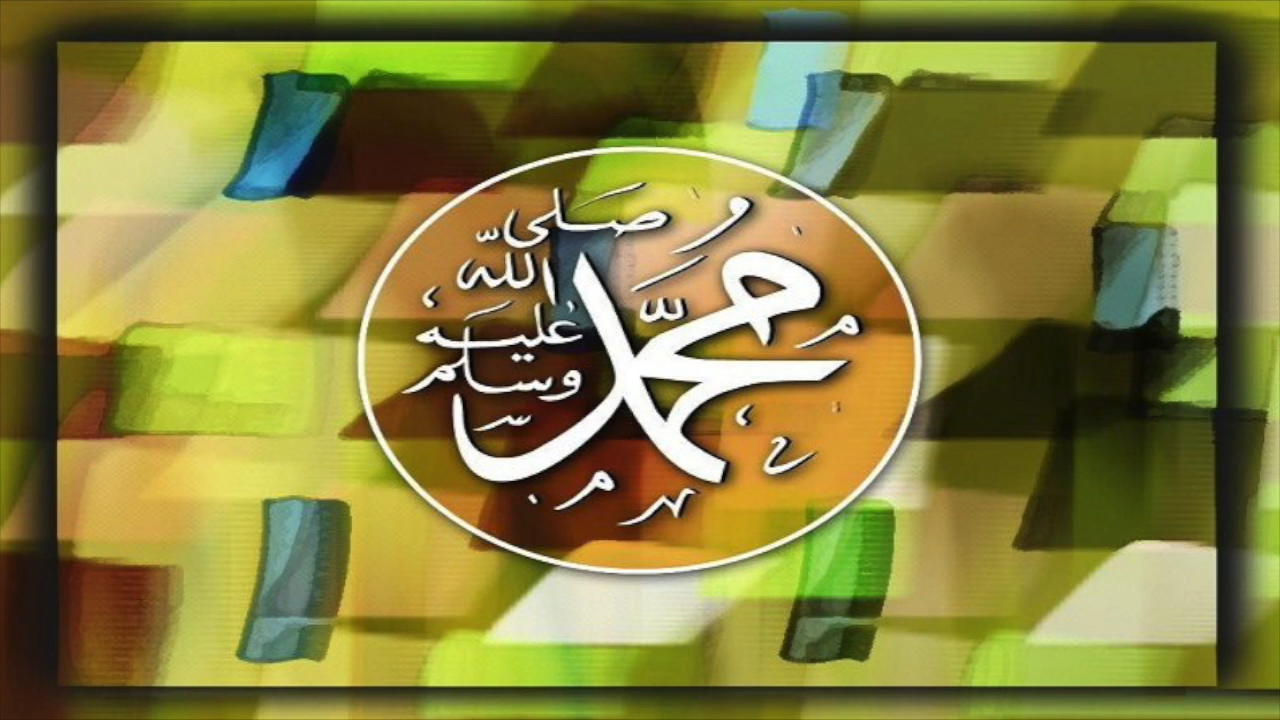 محمد
صلى
الله
عليه
وسلم